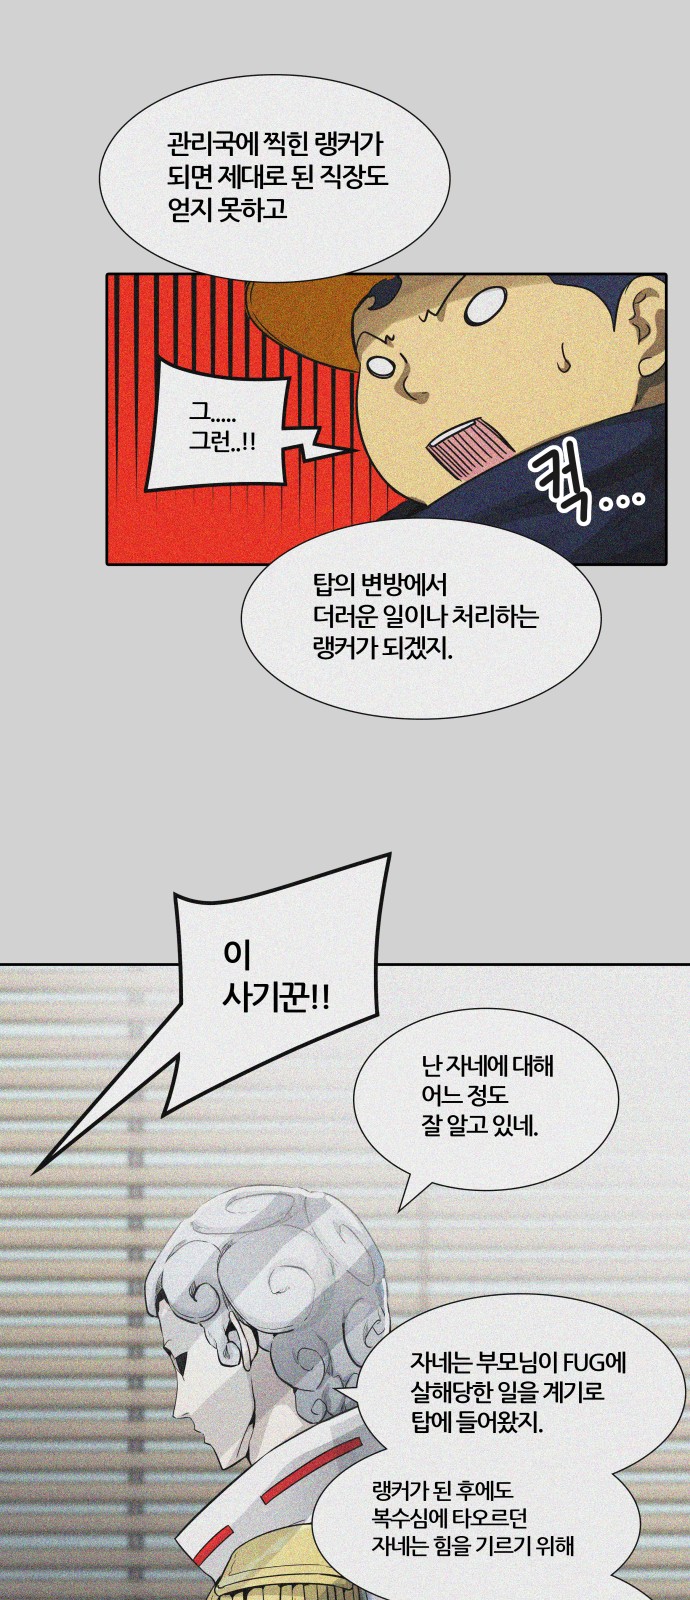 관리국에 찍힌 랭커가
되면 제대로 된 직장도
얻지 못하고
그.....
그런..!!
컥...
탑의 변방에서
더러운 일이나 처리하는
랭커가 되겠지.
이
사기꾼!!
난 자네에 대해
어느 정도
잘 알고 있네.
자네는 부모님이 FUG에
살해당한 일을 계기로
탑에 들어왔지.
랭커가 된 후에도
복수심에 타오르던
자네는 힘을 기르기 위해